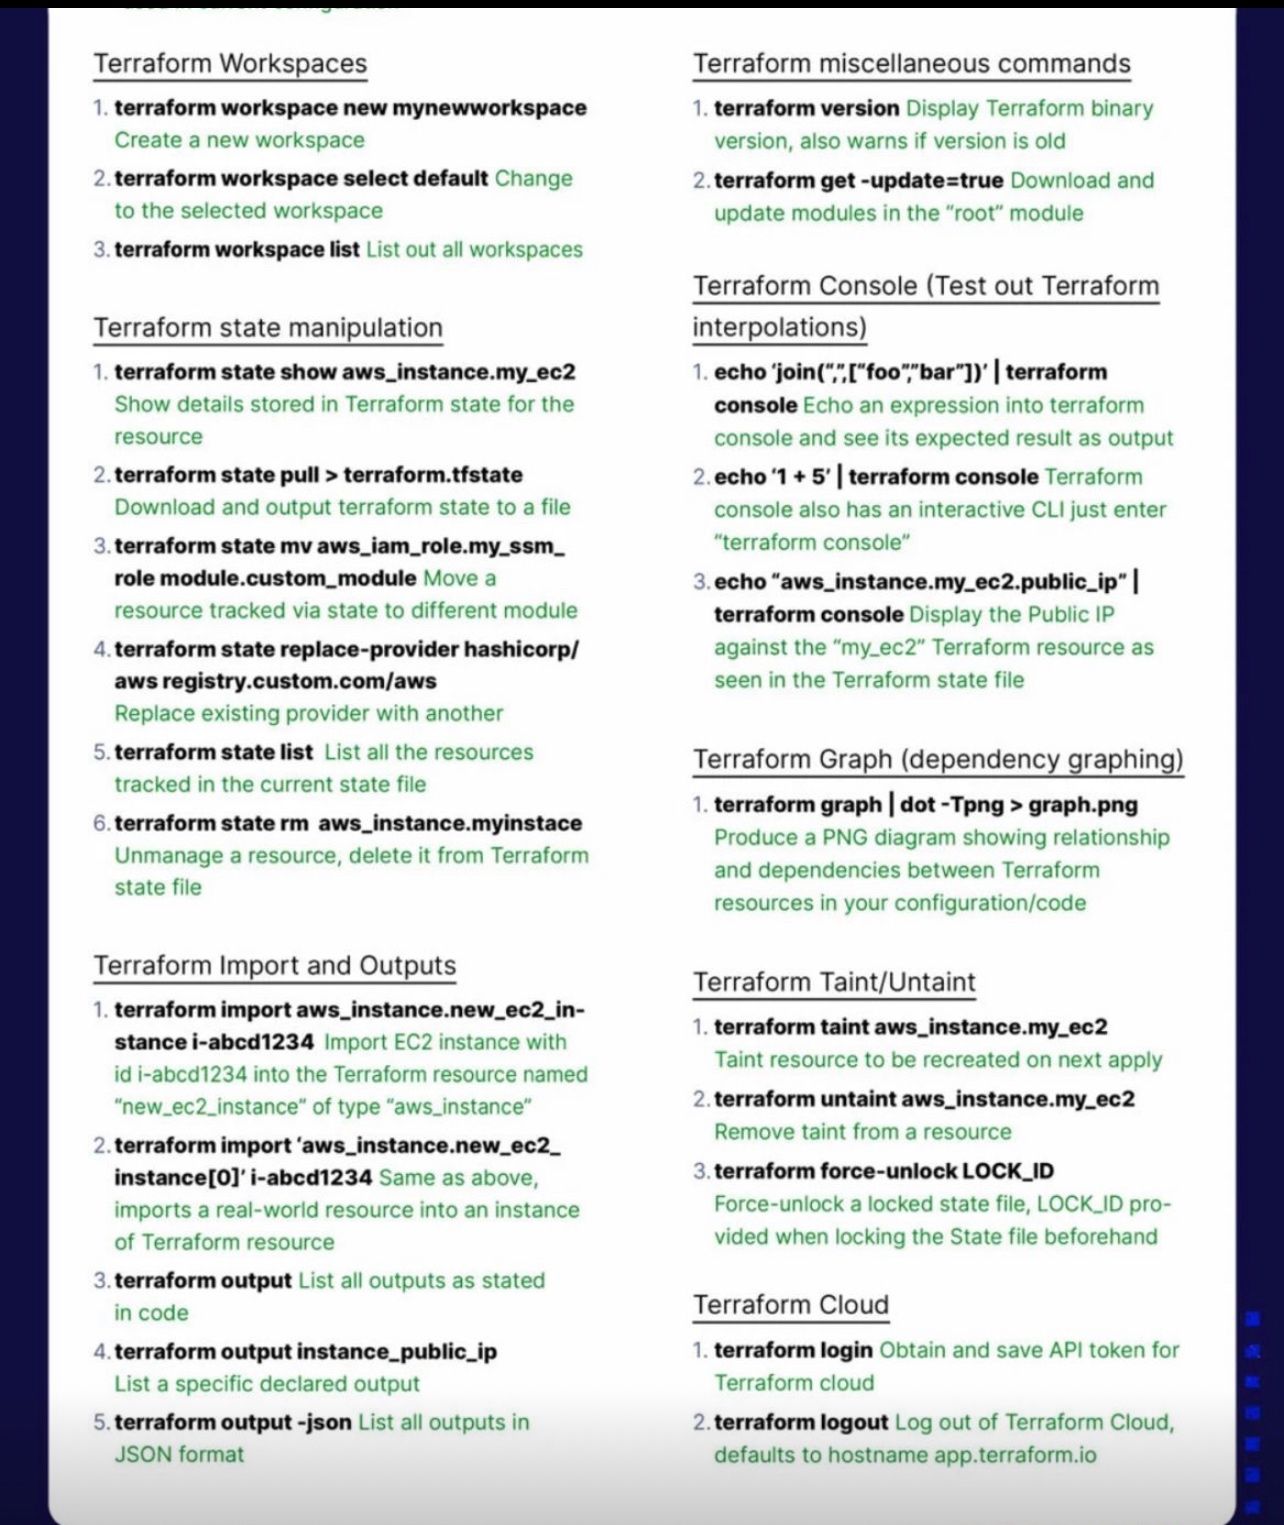 Terraform Workspaces
1. terraform workspace new mynewworkspace
Create a new workspace
2. terraform workspace select default Change
to the selected workspace
3. terraform workspace list List out all workspaces
Terraform state manipulation
1. terraform state show aws_instance.my_ec2
Show details stored in Terraform state for the
resource
2. terraform state pull > terraform.tfstate
Download and output terraform state to a file
3. terraform state mv aws_iam_role.my_ssm_
role module.custom_module Move a
resource tracked via state to different module
4. terraform state replace-provider hashicorp/
aws registry.custom.com/aws
Replace existing provider with another
5. terraform state list List all the resources
tracked in the current state file
6. terraform state rm aws_instance.myinstace
Unmanage a resource, delete it from Terraform
state file
Terraform Import and Outputs
1. terraform import aws_instance.new_ec2_in-
stance i-abcd1234 Import EC2 instance with
id i-abcd1234 into the Terraform resource named
“new_ec2_instance” of type “aws_instance”
2. terraform import ‘aws_instance.new_ec2_
instance[0]’ i-abcd1234 Same as above,
imports a real-world resource into an instance
of Terraform resource
3. terraform output List all outputs as stated
in code
4. terraform output instance_public_ip
List a specific declared output
5. terraform output -json List all outputs in
JSON format
Terraform miscellaneous commands
1. terraform version Display Terraform binary
version, also warns if version is old
2. terraform get -update=true Download and
update modules in the “root” module
Terraform Console (Test out Terraform
interpolations)
1. echo ‘join(“,”,[“foo”,”bar”])’ | terraform
console Echo an expression into terraform
console and see its expected result as output
2. echo ‘1 + 5’ | terraform console Terraform
console also has an interactive CLI just enter
“terraform console”
3. echo “aws_instance.my_ec2.public_ip” |
terraform console Display the Public IP
against the “my_ec2” Terraform resource as
seen in the Terraform state file
Terraform Graph (dependency graphing)
1. terraform graph | dot -Tpng > graph.png
Produce a PNG diagram showing relationship
and dependencies between Terraform
resources in your configuration/code
Terraform Taint/Untaint
1. terraform taint aws_instance.my_ec2
Taint resource to be recreated on next apply
2. terraform untaint aws_instance.my_ec2
Remove taint from a resource
3. terraform force-unlock LOCK_ID
Force-unlock a locked state file, LOCK_ID pro-
vided when locking the State file beforehand
Terraform Cloud
1. terraform login Obtain and save API token for
Terraform cloud
2. terraform logout Log out of Terraform Cloud,
defaults to hostname app.terraform.io